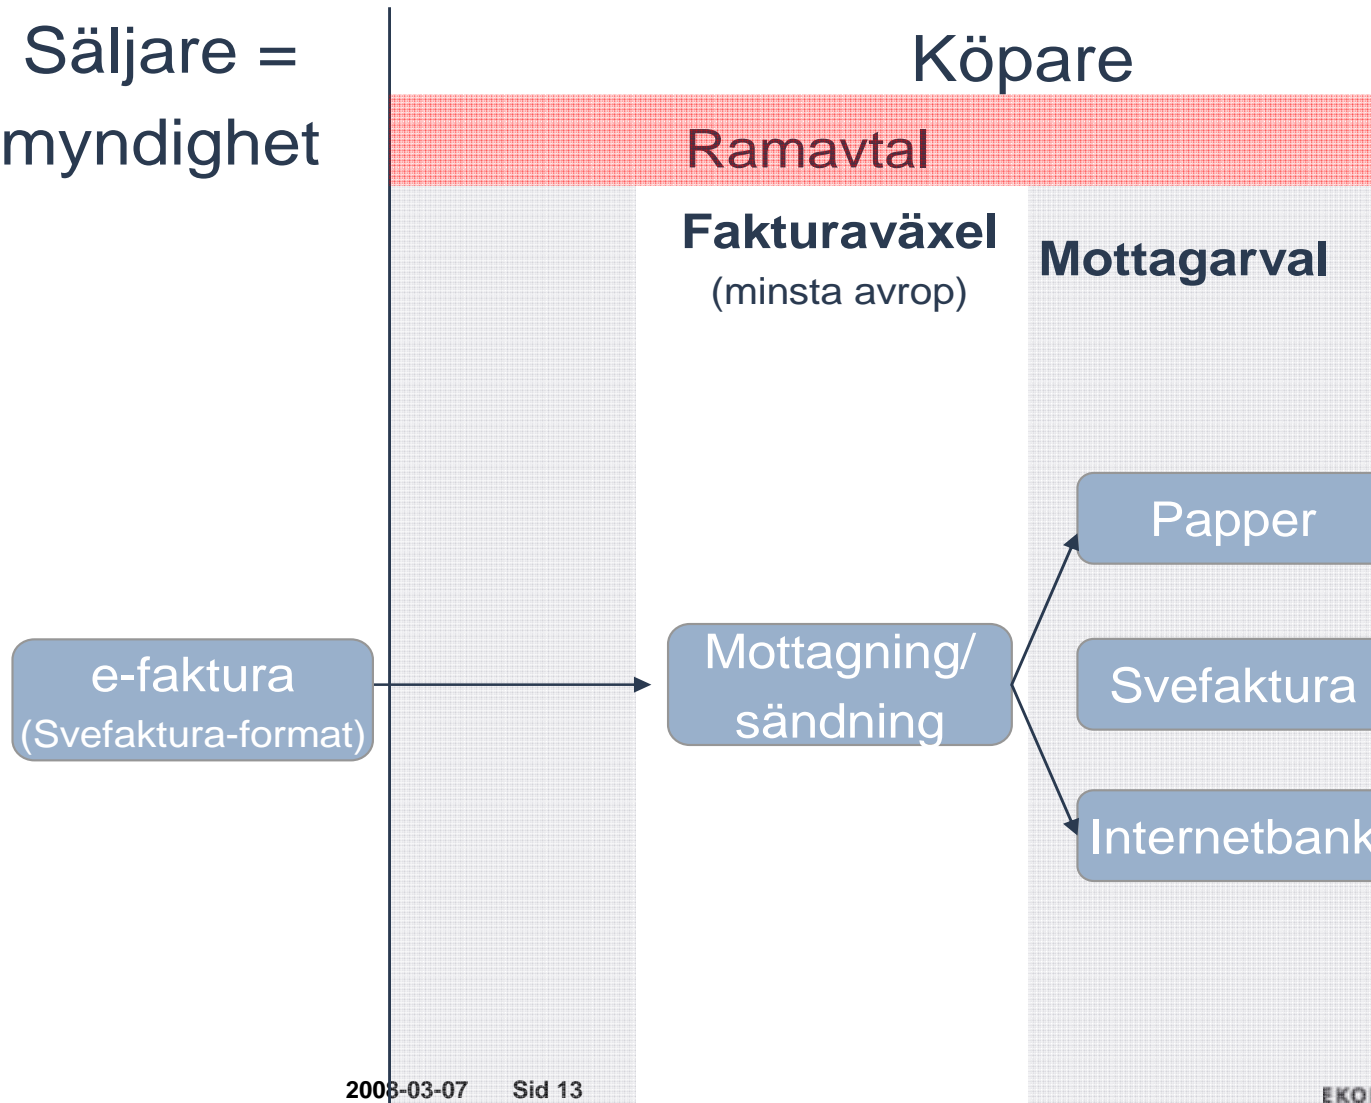 Säljare =
myndighet
Köpare
Ramavtal
Fakturaväxel
(minsta avrop)
Mottagarval
e-faktura
(Svefaktura-format)
Mottagning/
sändning
Papper
Svefaktura
Internetbank
2008-03-07 Sid 13